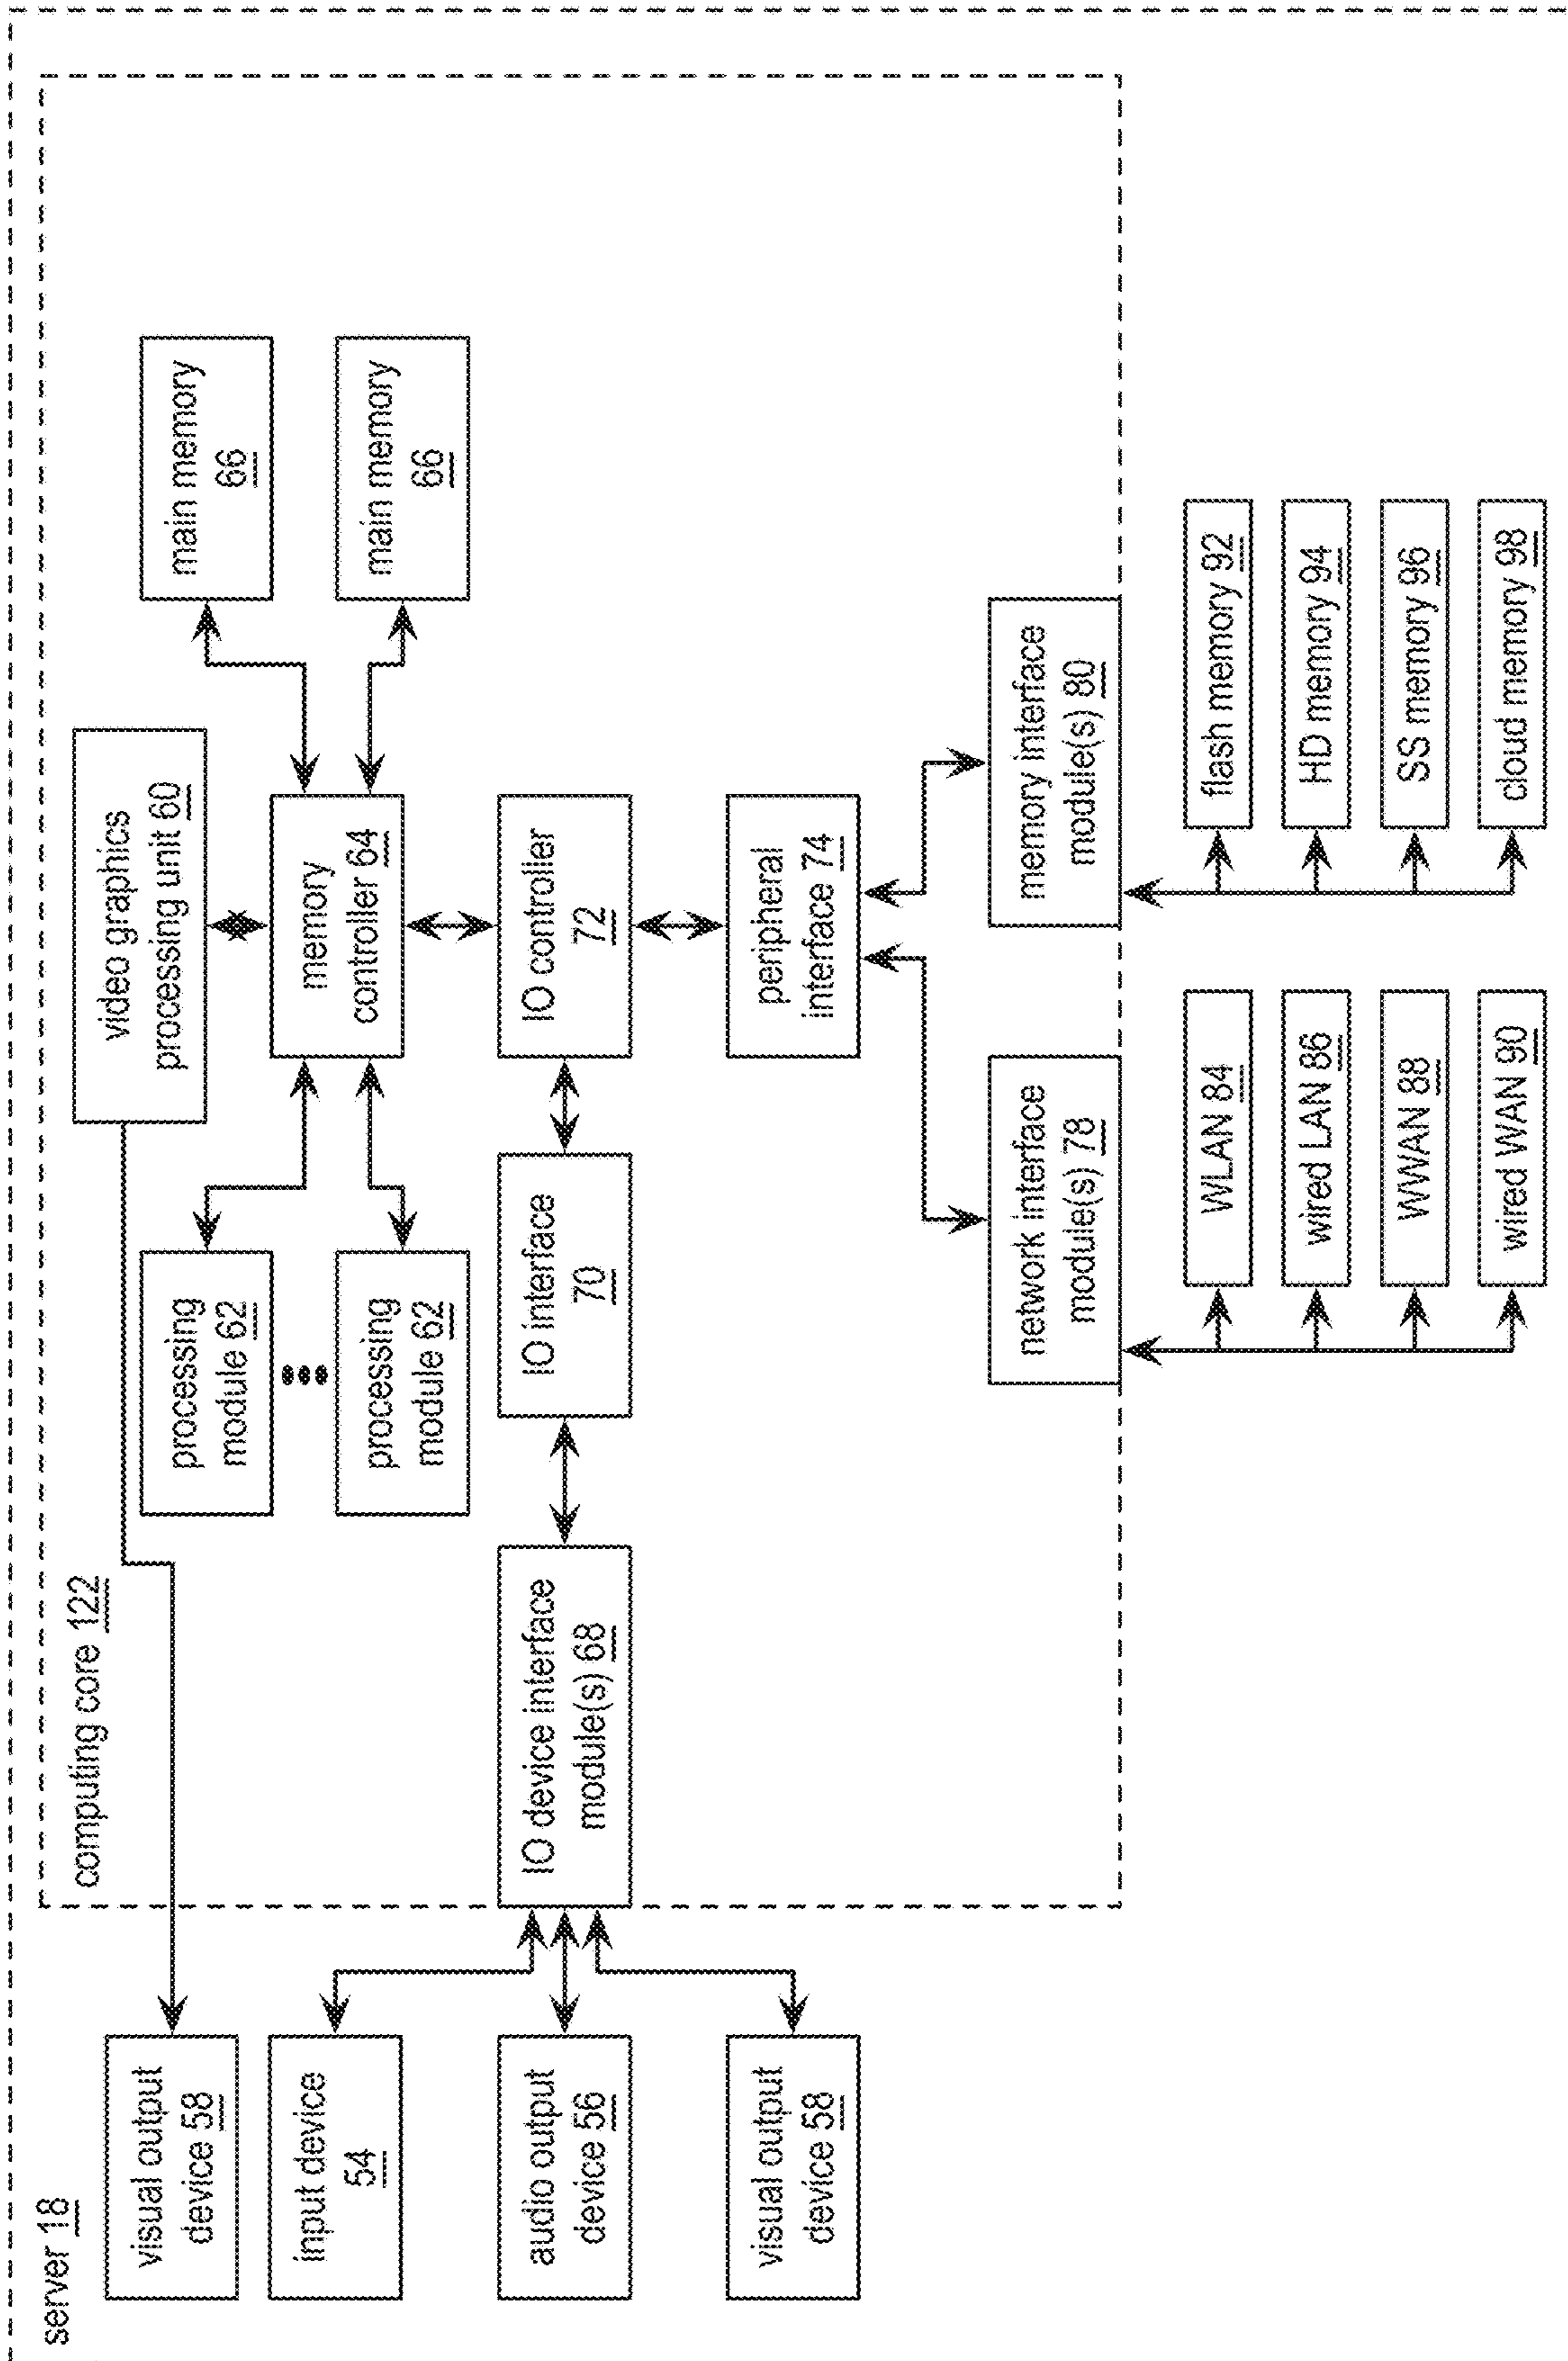 server 18
computing core 122
visual output
device 58
video graphics
processing unit 60
processing
module 62
main memory
66
input device
54
memory
controller 64
processing
module 62
main memory
66
audio output
device 56
IO device interface
module(s) 68
IO interface
70
IO controller
72
visual output
device 58
peripheral
interface 74
network interface
module(s) 78
memory interface
module(s) 80
WLAN 84
flash memory 92
wired LAN 86
HD memory 94
WWAN 88
SS memory 96
wired WAN 90
cloud memory 98